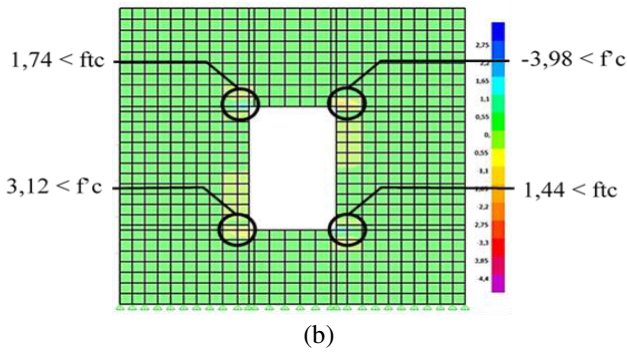 1,74 < ftc
-3,98 < f'c
3,12 < f'c
1,44 < ftc
2,75
1,65
1,1
0,55
0,
0,55
1,1
2,2
2,75
3,3
3,85
-4,4
(b)